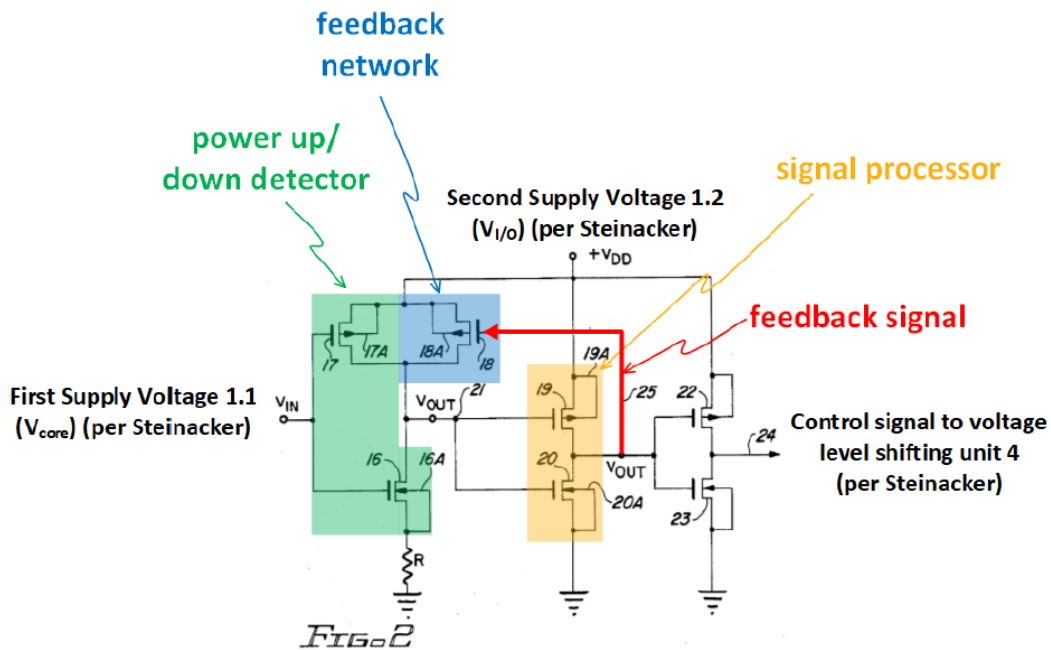 feedback
network
power up/
down detector
signal processor
Second Supply Voltage 1.2
(VI/O) (per Steinacker)
+VDD
feedback signal
17
17A
18A
18
19A
First Supply Voltage 1.1
(Vcore) (per Steinacker)
VIN
VOUT
21
19
25
22
Control signal to voltage
level shifting unit 4
(per Steinacker)
24
16
16A
20
VOUT
20A
23
R
FIG. 2